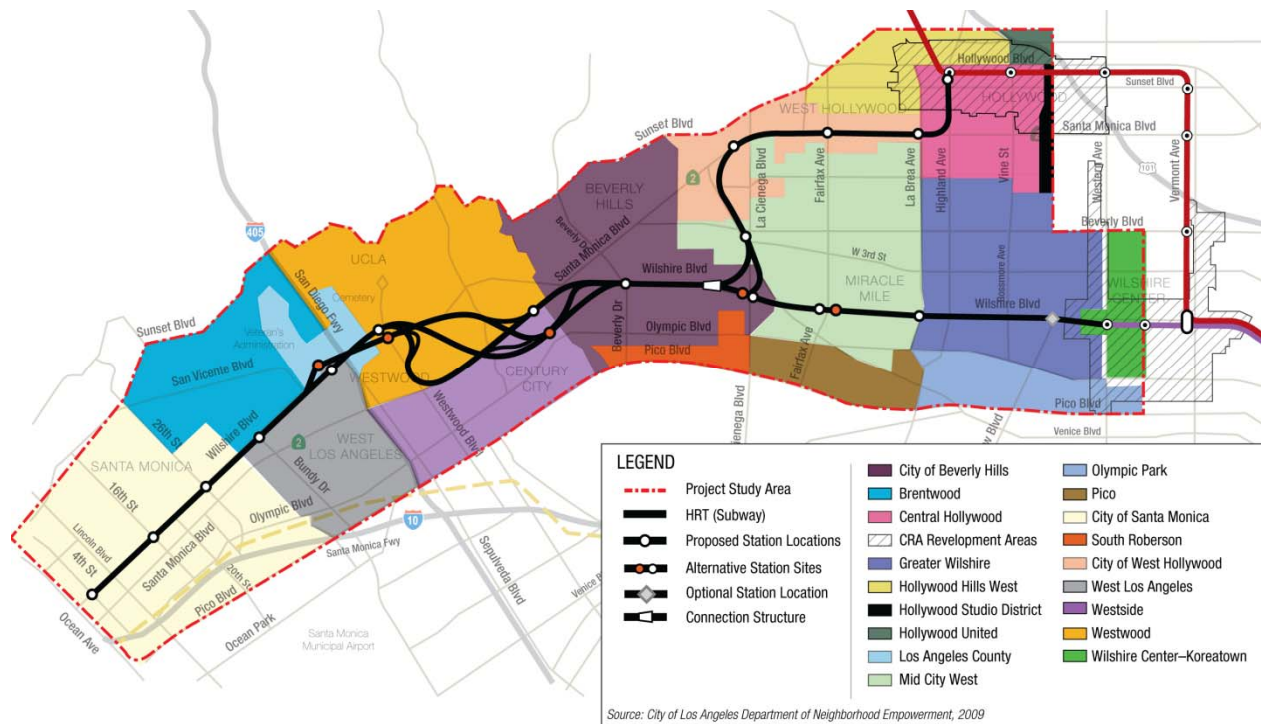 Hollywood Blvd
Sunset Blvd
WEST HOLLYWOOD
HOLLYWOOD
Santa Monica Blvd
Sunset Blvd
2
La Cienega Blvd
Fairfax Ave
La Brea Ave
Highland Ave
Vine St
Western Ave
Vermont Ave
101
BEVERLY HILLS
Beverly Dr
Santa Monica Blvd
Beverly Blvd
405
UCLA
W 3rd St
Wilshire Blvd
MIRACLE
MILE
WILSHIRE
CENTER
San Diego Fwy
Cemetery
Wilshire Blvd
Sunset Blvd
Veteran's
Administration
Olympic Blvd
Beverly Dr
Pico Blvd
Fairfax Ave
San Vicente Blvd
WESTWOOD
CENTURY
CITY
Westwood Blvd
Pico Blvd
Venice Blvd
26th St
Wilshire Blvd
2
WEST
LOS ANGELES
SANTA MONICA
Bundy Dr
16th St
Olympic Blvd
10
Santa Monica Fwy
Lincoln Blvd
4th St
Santa Monica Blvd
20th St
Pico Blvd
Sepulveda Blvd
Ocean Ave
Ocean Park
Santa Monica
Municipal Airport
LEGEND
Project Study Area
HRT (Subway)
Proposed Station Locations
Alternative Station Sites
Optional Station Location
Connection Structure
City of Beverly Hills
Brentwood
Central Hollywood
CRA Revelopment Areas
Greater Wilshire
Hollywood Hills West
Hollywood Studio District
Hollywood United
Los Angeles County
Mid City West
Olympic Park
Pico
City of Santa Monica
South Roberson
City of West Hollywood
West Los Angeles
Westside
Westwood
Wilshire Center–Koreatown
Source: City of Los Angeles Department of Neighborhood Empowerment, 2009